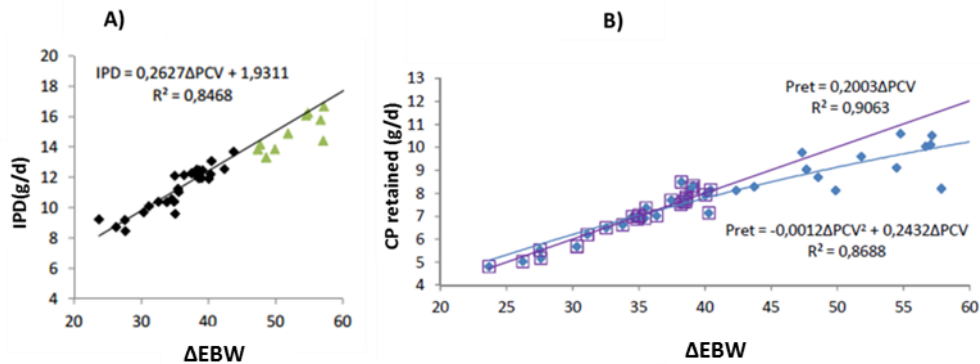 A)
IPD(g/d)
20
18
16
14
12
10
8
6
4
IPD = 0,2627ΔPCV + 1,9311
R² = 0,8468
20 30 40 50 60
ΔEBW
B)
CP retained (g/d)
13
12
11
10
9
8
7
6
5
4
Pret = 0,2003ΔPCV
R² = 0,9063
Pret = -0,0012ΔPCV² + 0,2432ΔPCV
R² = 0,8688
20 25 30 35 40 45 50 55 60
ΔEBW